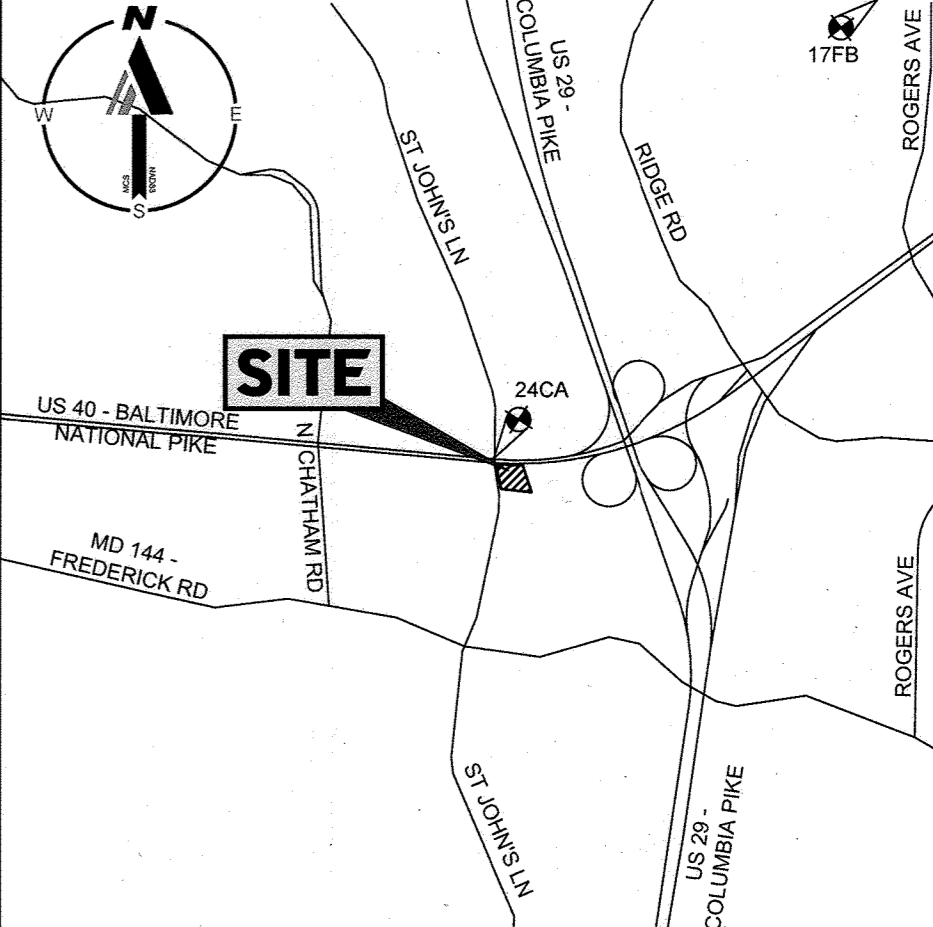 N
W
E
S
NAD83
MCS
US 29 -
COLUMBIA PIKE
17FB
ROGERS AVE
ST JOHN'S LN
RIDGE RD
SITE
24CA
US 40 - BALTIMORE
NATIONAL PIKE
N CHATHAM RD
MD 144 -
FREDERICK RD
ROGERS AVE
ST JOHN'S LN
US 29 -
COLUMBIA PIKE